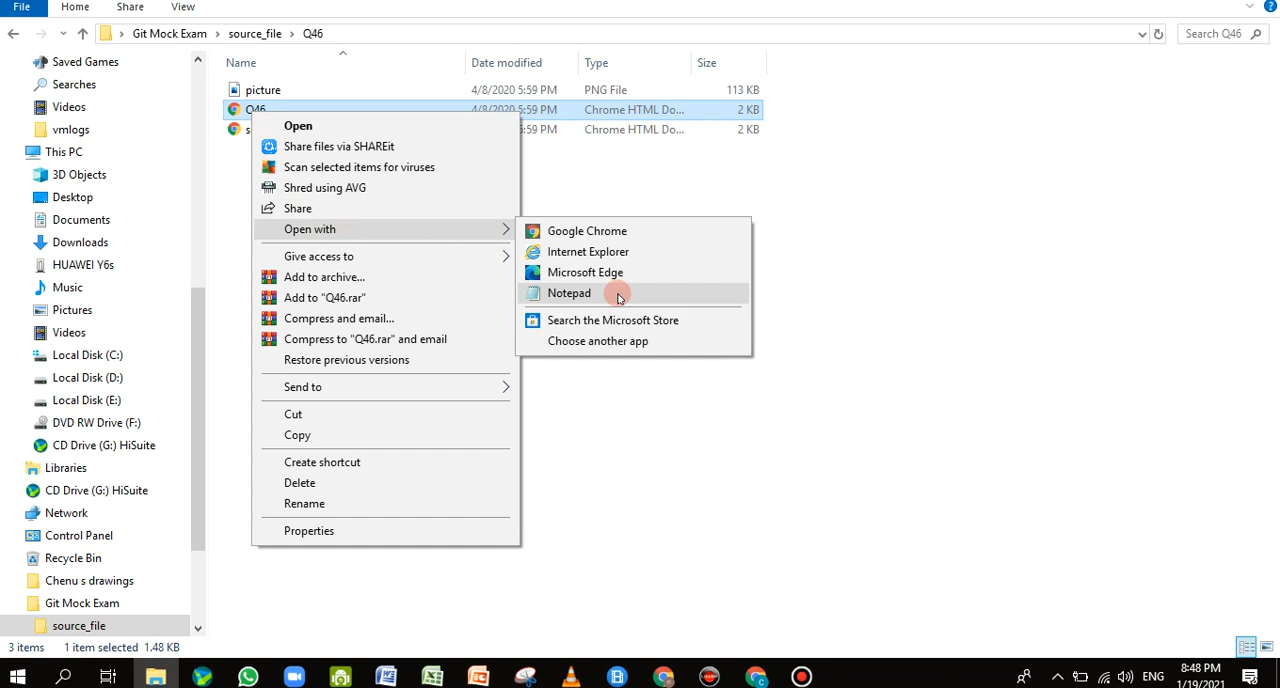 File Home Share View
Git Mock Exam › source_file › Q46 Search Q46
Name Date modified Type Size
picture 4/8/2020 5:59 PM PNG File 113 KB
Q46 4/8/2020 5:59 PM Chrome HTML Do... 2 KB
5:59 PM Chrome HTML Do... 2 KB
Saved Games
Searches
Videos
vmlogs
This PC
3D Objects
Desktop
Documents
Downloads
HUAWEI Y6s
Music
Pictures
Videos
Local Disk (C:)
Local Disk (D:)
Local Disk (E:)
DVD RW Drive (F:)
CD Drive (G:) HiSuite
Libraries
CD Drive (G:) HiSuite
Network
Control Panel
Recycle Bin
Chenu s drawings
Git Mock Exam
source_file
Open
Share files via SHAREit
Scan selected items for viruses
Shred using AVG
Share
Open with
Give access to
Add to archive...
Add to "Q46.rar"
Compress and email...
Compress to "Q46.rar" and email
Restore previous versions
Send to
Cut
Copy
Create shortcut
Delete
Rename
Properties
Google Chrome
Internet Explorer
Microsoft Edge
Notepad
Search the Microsoft Store
Choose another app
3 items 1 item selected 1.48 KB
ENG 8:48 PM
1/19/2021